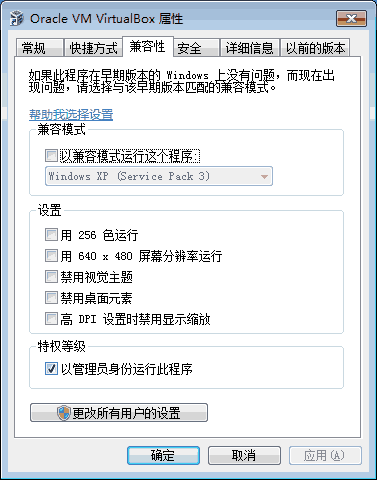 Oracle VM VirtualBox 属性
常规 快捷方式 兼容性 安全 详细信息 以前的版本
如果此程序在早期版本的 Windows 上没有问题，而现在出
现问题，请选择与该早期版本匹配的兼容模式。
帮助我选择设置
兼容模式
以兼容模式运行这个程序:
Windows XP (Service Pack 3)
设置
用 256 色运行
用 640 x 480 屏幕分辨率运行
禁用视觉主题
禁用桌面元素
高 DPI 设置时禁用显示缩放
特权等级
以管理员身份运行此程序
更改所有用户的设置
确定 取消 应用(A)